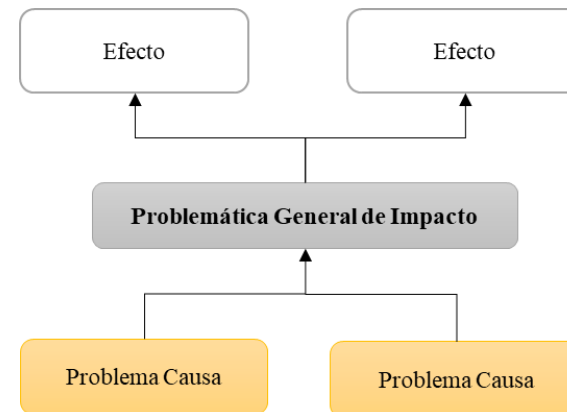 Efecto
Efecto
Problemática General de Impacto
Problema Causa
Problema Causa